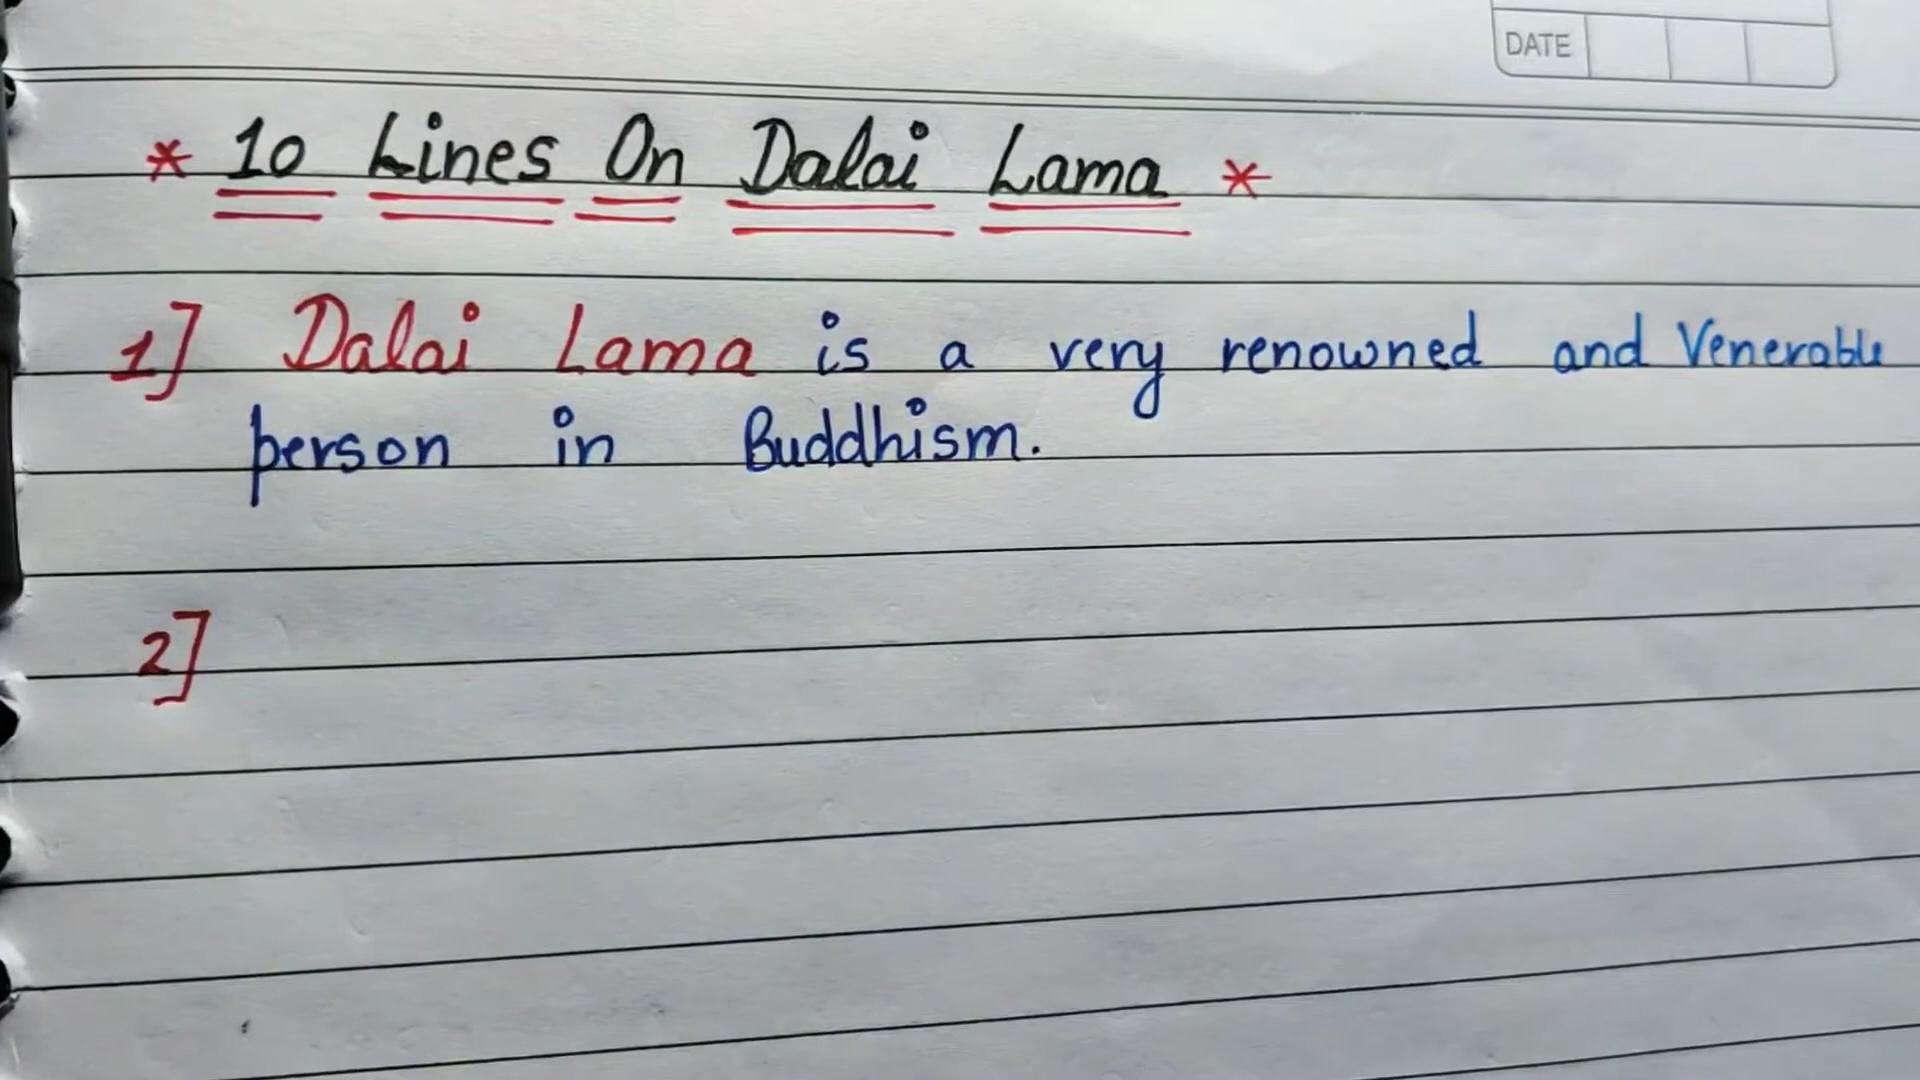 DATE
* 10 Lines On Dalai Lama *
1] Dalai Lama is a very renowned and Venerable
person in Buddhism.
2]